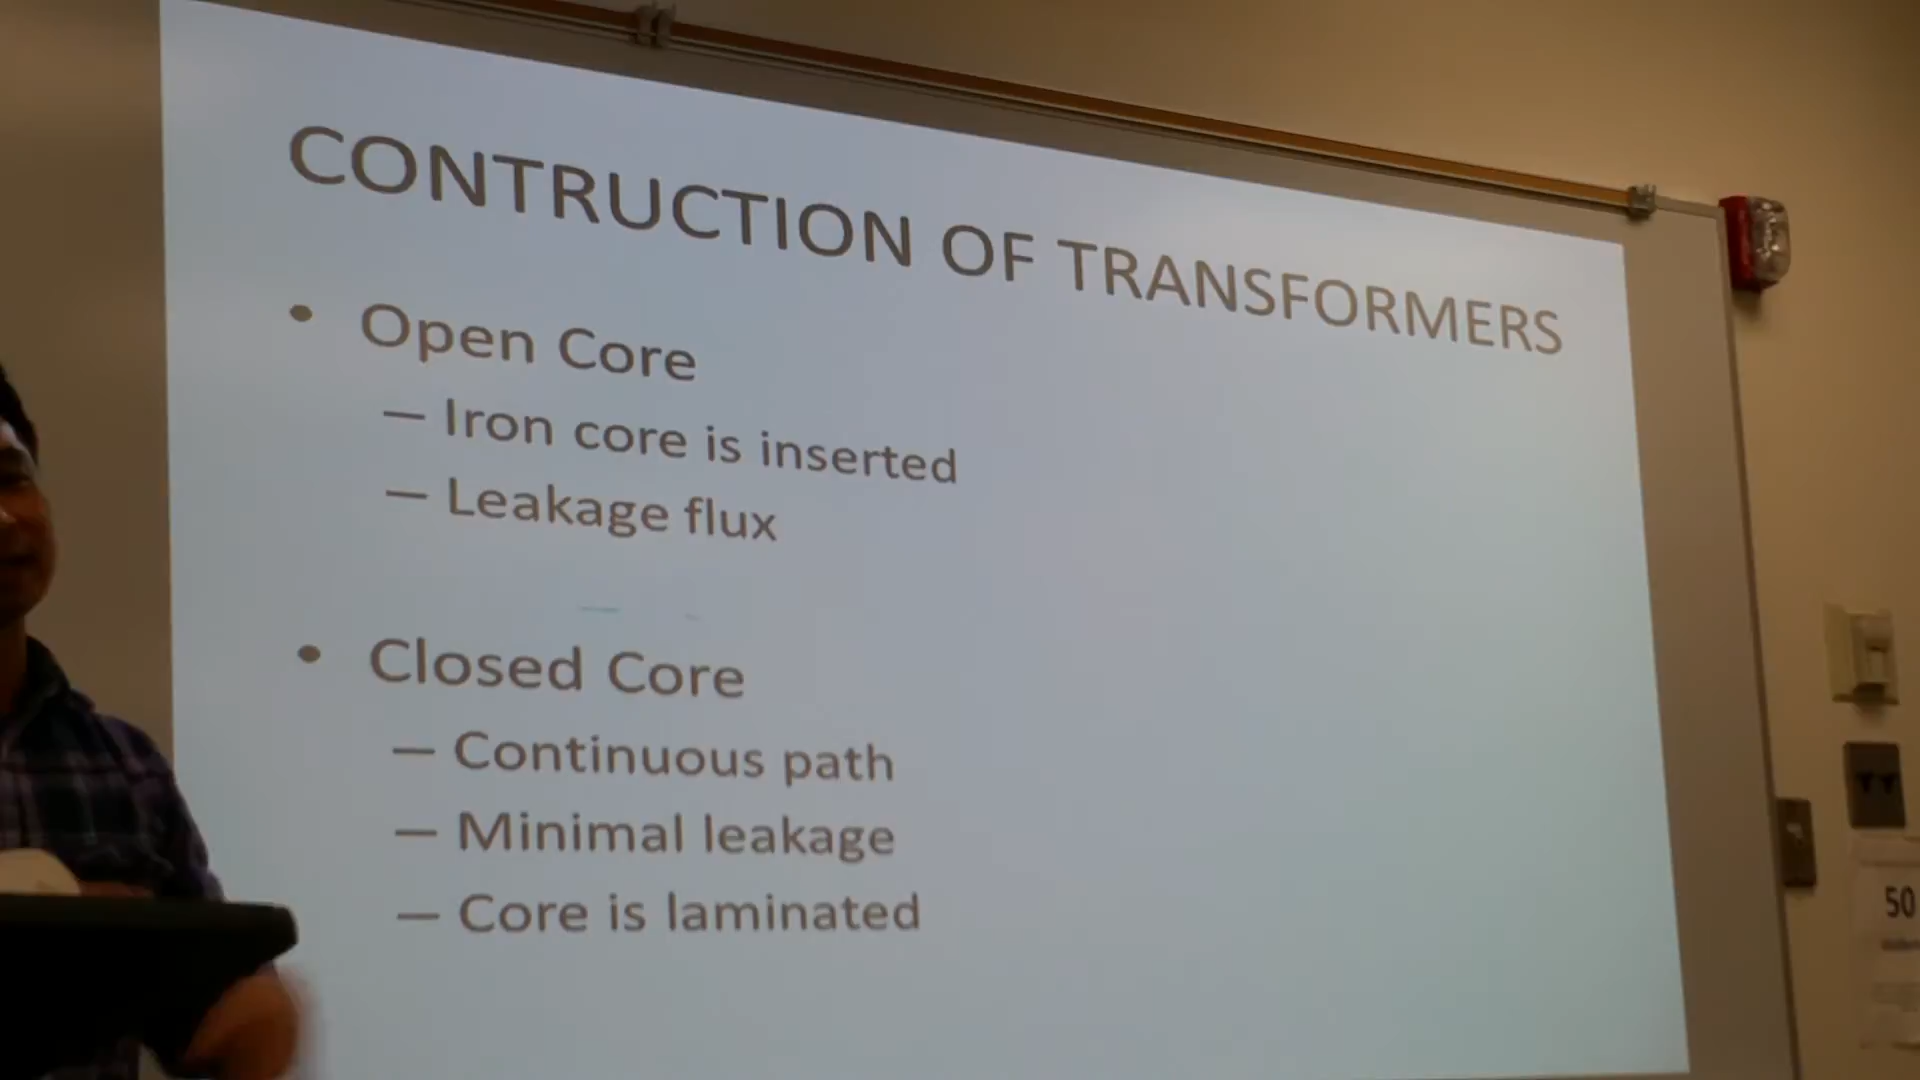 CONTRUCTION OF TRANSFORMERS
• Open Core
— Iron core is inserted
— Leakage flux
• Closed Core
— Continuous path
— Minimal leakage
— Core is laminated
50